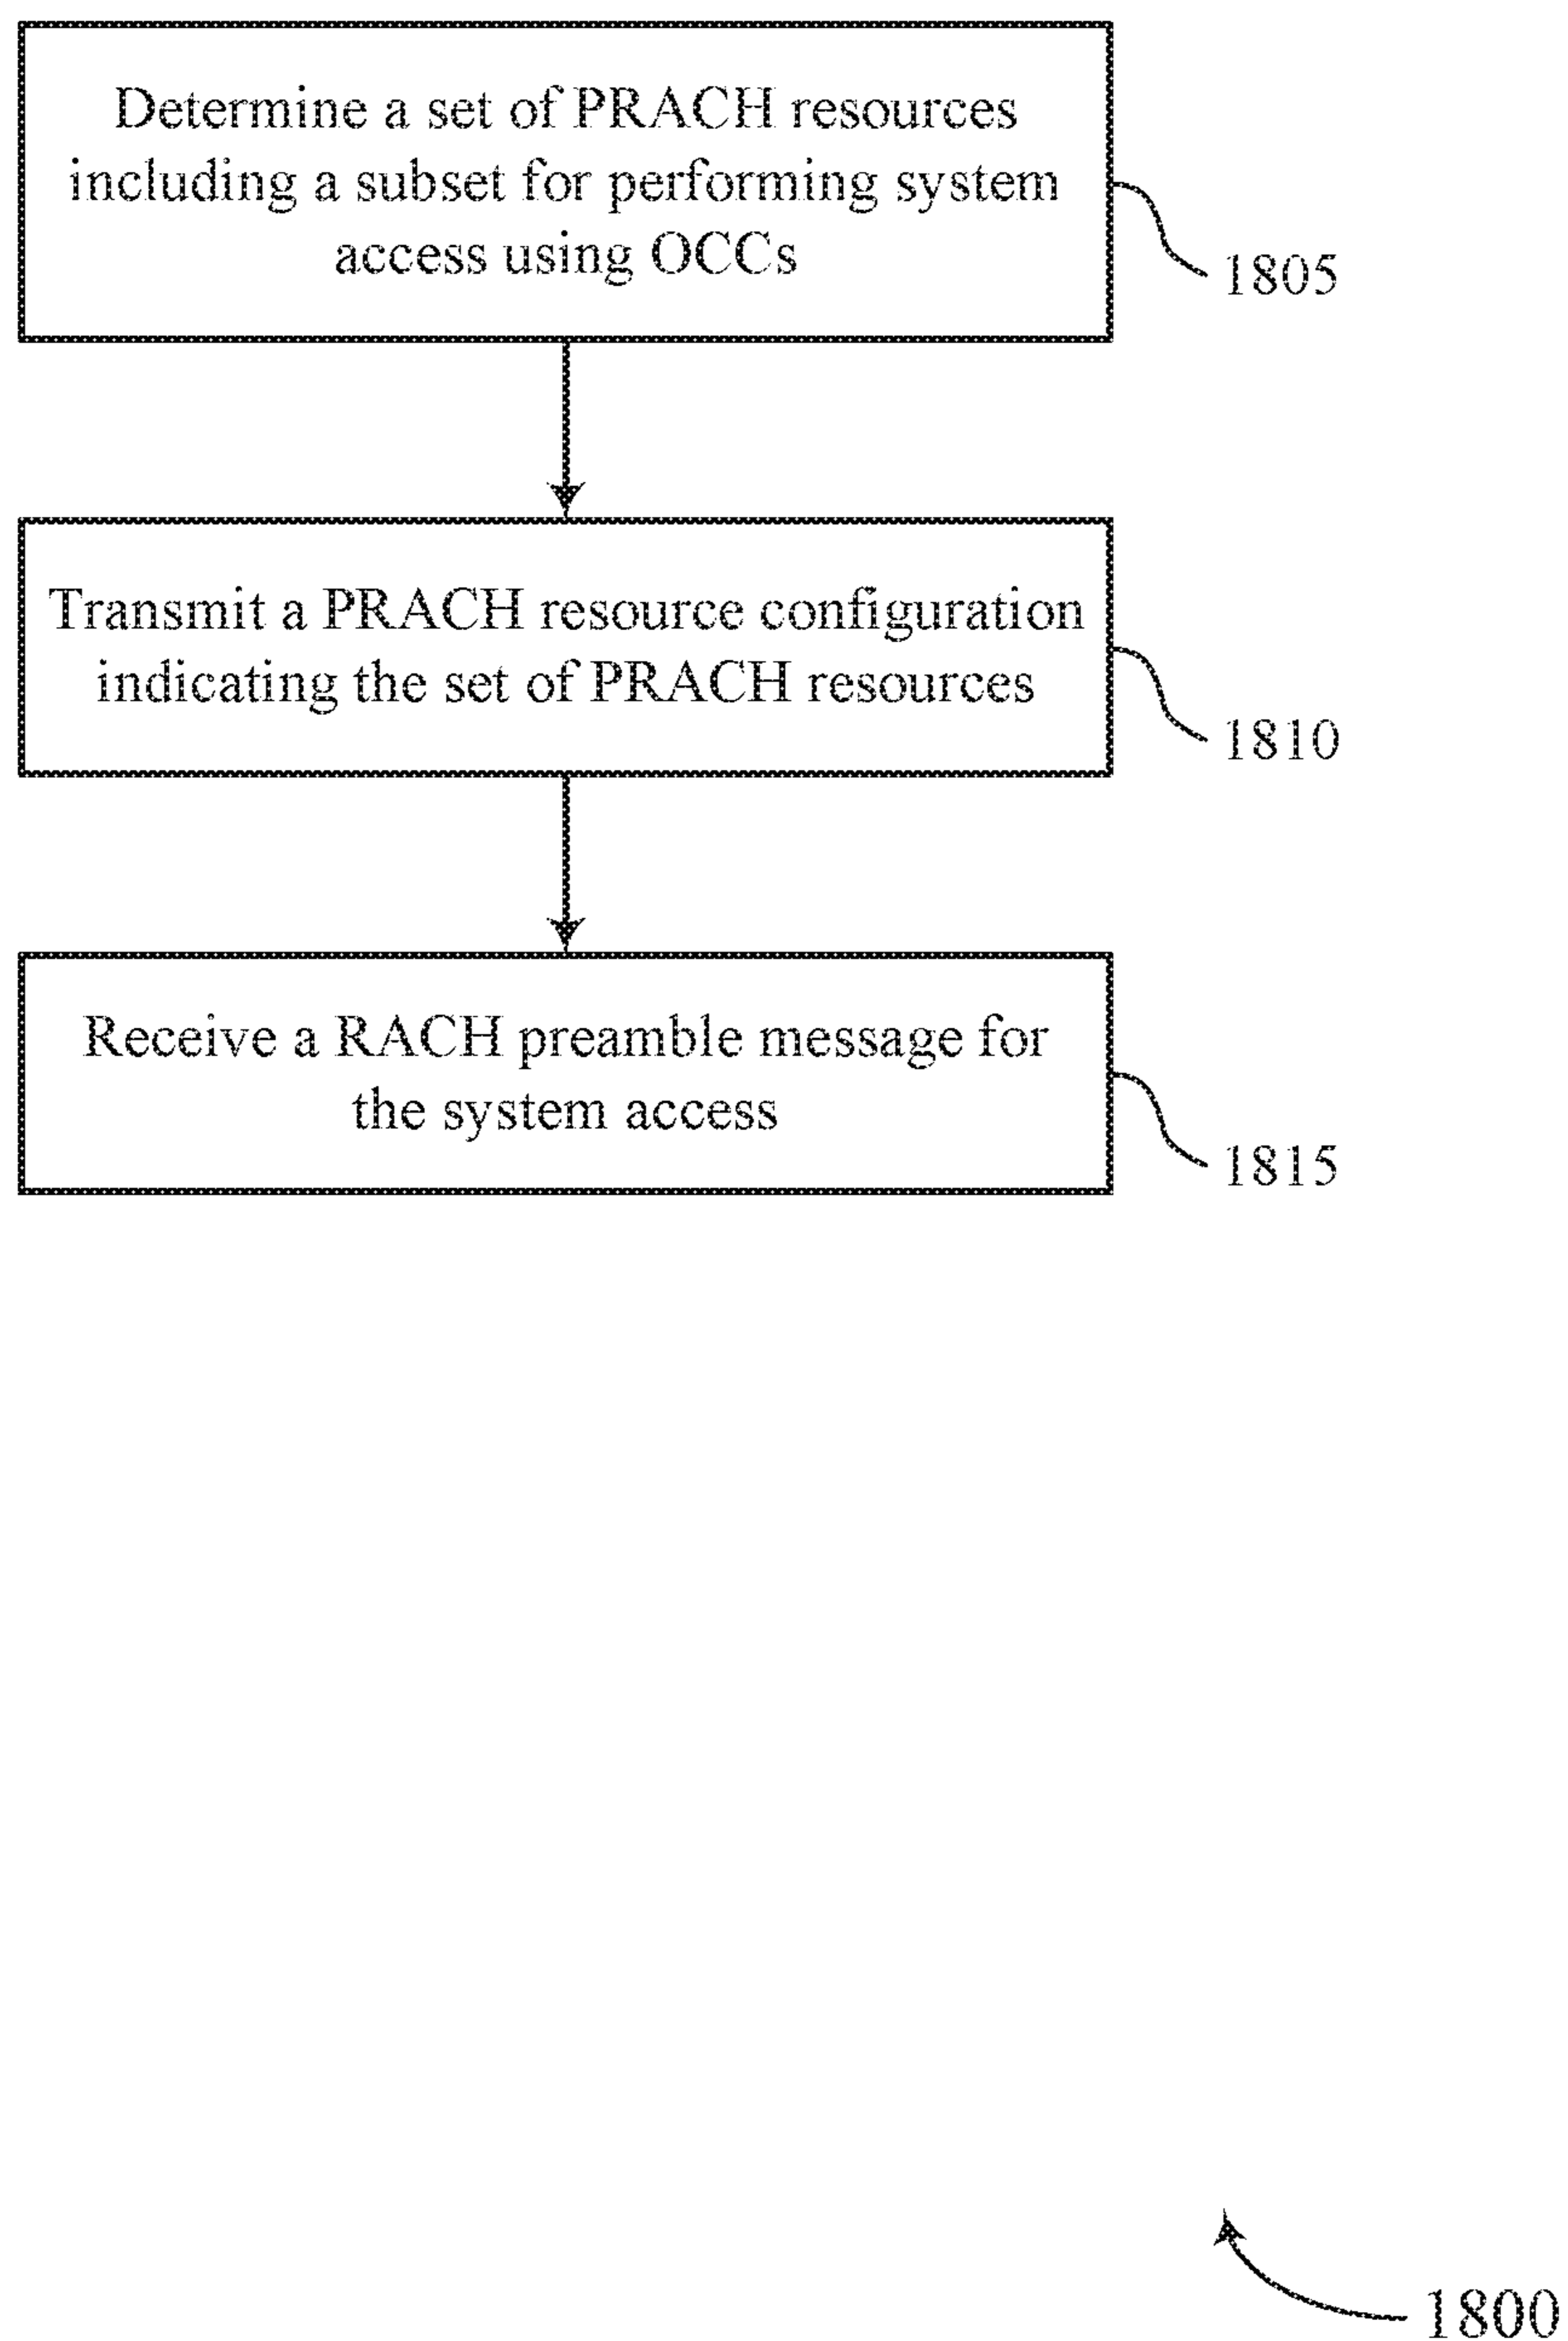 Determine a set of PRACH resources
including a subset for performing system
access using OCCs
1805
Transmit a PRACH resource configuration
indicating the set of PRACH resources
1810
Receive a RACH preamble message for
the system access
1815
1800